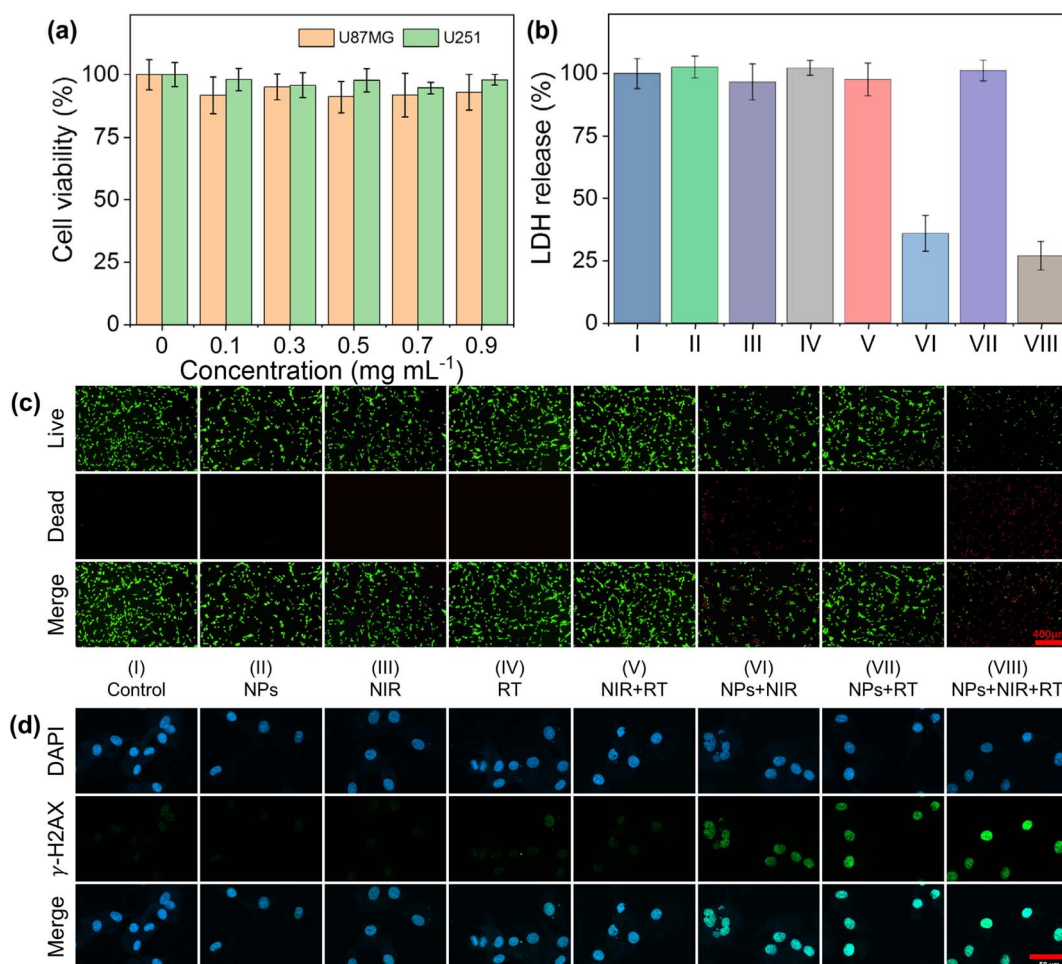 (a)
U87MG U251
Cell viability (%)
100
75
50
25
0
0 0.1 0.3 0.5 0.7 0.9
Concentration (mg mL⁻¹)
(b)
LDH release (%)
100
75
50
25
0
I II III IV V VI VII VIII
(c)
Live
Dead
Merge
400μm
(I) (II) (III) (IV) (V) (VI) (VII) (VIII)
Control NPs NIR RT NIR+RT NPs+NIR NPs+RT NPs+NIR+RT
(d)
DAPI
γ-H2AX
Merge